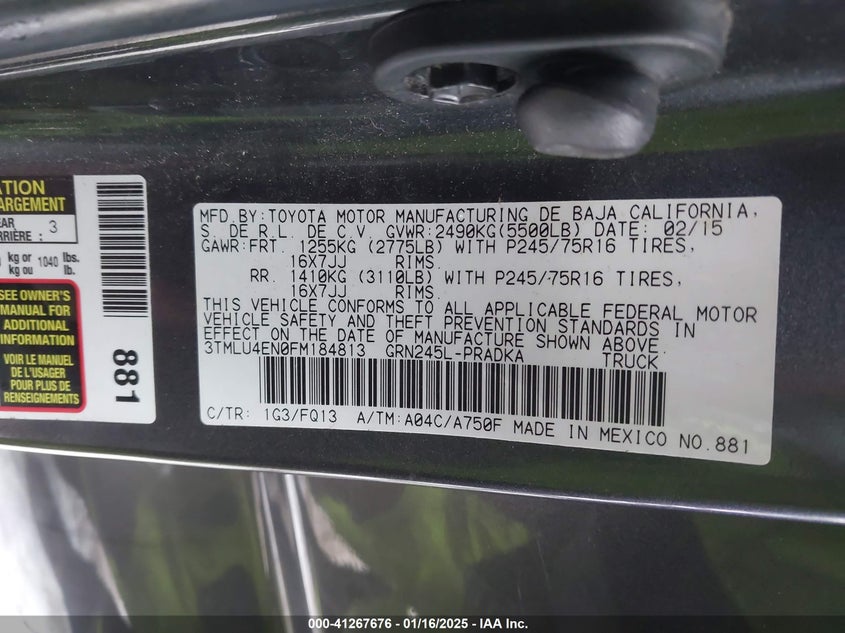 ATION
ARGEMENT
EAR
RRIÈRE : 3
kg or 1040 lbs.
kg ou lb.
SEE OWNER'S
MANUAL FOR
ADDITIONAL
INFORMATION
VOIR LE MANUEL
DE L'USAGER
POUR PLUS DE
RENSEIGNEMENTS
881
MFD.BY:TOYOTA MOTOR MANUFACTURING DE BAJA CALIFORNIA,
S. DE R.L. DE C.V. GVWR:2490KG(5500LB) DATE: 02/15
GAWR:FRT. 1255KG (2775LB) WITH P245/75R16 TIRES,
16X7JJ RIMS
RR. 1410KG (3110LB) WITH P245/75R16 TIRES,
16X7JJ RIMS
THIS VEHICLE CONFORMS TO ALL APPLICABLE FEDERAL MOTOR
VEHICLE SAFETY AND THEFT PREVENTION STANDARDS IN
EFFECT ON THE DATE OF MANUFACTURE SHOWN ABOVE.
3TMLU4EN0FM184813 GRN245L-PRADKA TRUCK
C/TR: 1G3/FQ13 A/TM:A04C/A750F MADE IN MEXICO NO.881
000-41267676 - 01/16/2025 - IAA Inc.